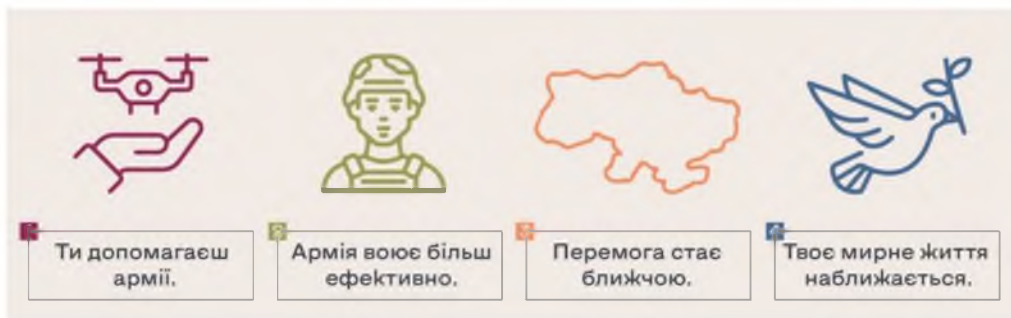 Ти допомагаєш
армії.
Армія воює більш
ефективно.
Перемога стає
ближчою.
Твоє мирне життя
наближається.